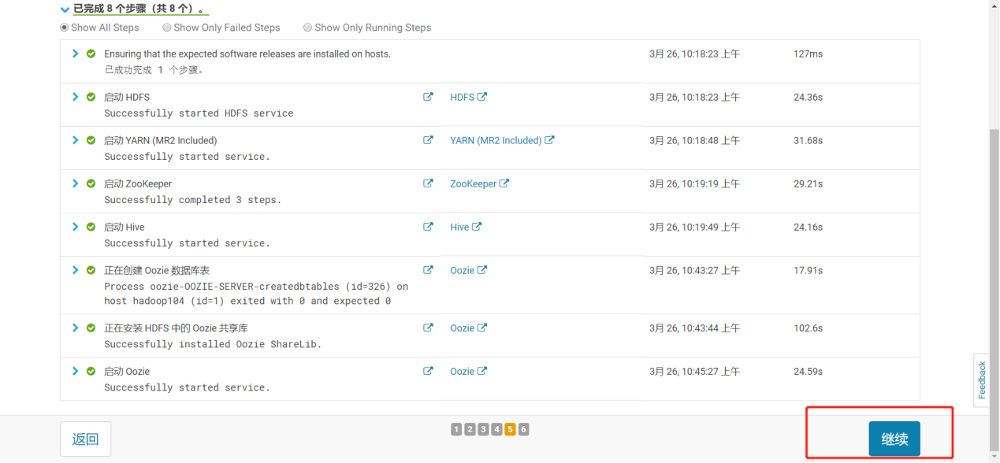 已完成 8 个步骤（共 8 个）。
Show All Steps Show Only Failed Steps Show Only Running Steps
Ensuring that the expected software releases are installed on hosts. 3月 26, 10:18:23 上午 127ms
已成功完成 1 个步骤。
启动 HDFS HDFS 3月 26, 10:18:23 上午 24.36s
Successfully started HDFS service
启动 YARN (MR2 Included) YARN (MR2 Included) 3月 26, 10:18:48 上午 31.68s
Successfully started service.
启动 ZooKeeper ZooKeeper 3月 26, 10:19:19 上午 29.21s
Successfully completed 3 steps.
启动 Hive Hive 3月 26, 10:19:49 上午 24.16s
Successfully started service.
正在创建 Oozie 数据库表 Oozie 3月 26, 10:43:27 上午 17.91s
Process oozie-OOZIE-SERVER-createdbtables (id=326) on
host hadoop104 (id=1) exited with 0 and expected 0
正在安装 HDFS 中的 Oozie 共享库 Oozie 3月 26, 10:43:44 上午 102.6s
Successfully installed Oozie ShareLib.
启动 Oozie Oozie 3月 26, 10:45:27 上午 24.59s
Successfully started service.
Feedback
返回 1 2 3 4 5 6 继续